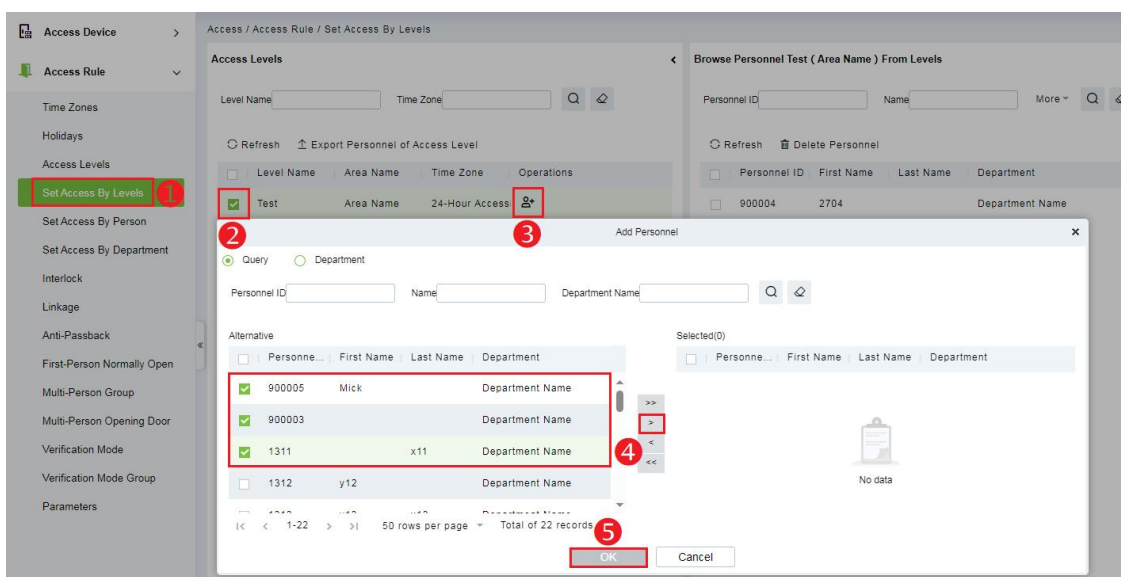 Access Device
Access Rule
Time Zones
Holidays
Access Levels
Set Access By Levels
1
Set Access By Person
Set Access By Department
Interlock
Linkage
Anti-Passback
First-Person Normally Open
Multi-Person Group
Multi-Person Opening Door
Verification Mode
Verification Mode Group
Parameters
Access / Access Rule / Set Access By Levels
Access Levels
Level Name Time Zone
Refresh Export Personnel of Access Level
Level Name Area Name Time Zone Operations
Test Area Name 24-Hour Access
2 3
Browse Personnel Test ( Area Name ) From Levels
Personnel ID Name More
Refresh Delete Personnel
Personnel ID First Name Last Name Department
900004 2704 Department Name
Add Personnel
Query Department
Personnel ID Name Department Name
Alternative
Personne... First Name Last Name Department
900005 Mick Department Name
900003 Department Name
1311 x11 Department Name
1312 y12 Department Name
>>
>
<
<<
4
|< < 1-22 > >| 50 rows per page Total of 22 records
Selected(0)
Personne... First Name Last Name Department
No data
5
OK Cancel